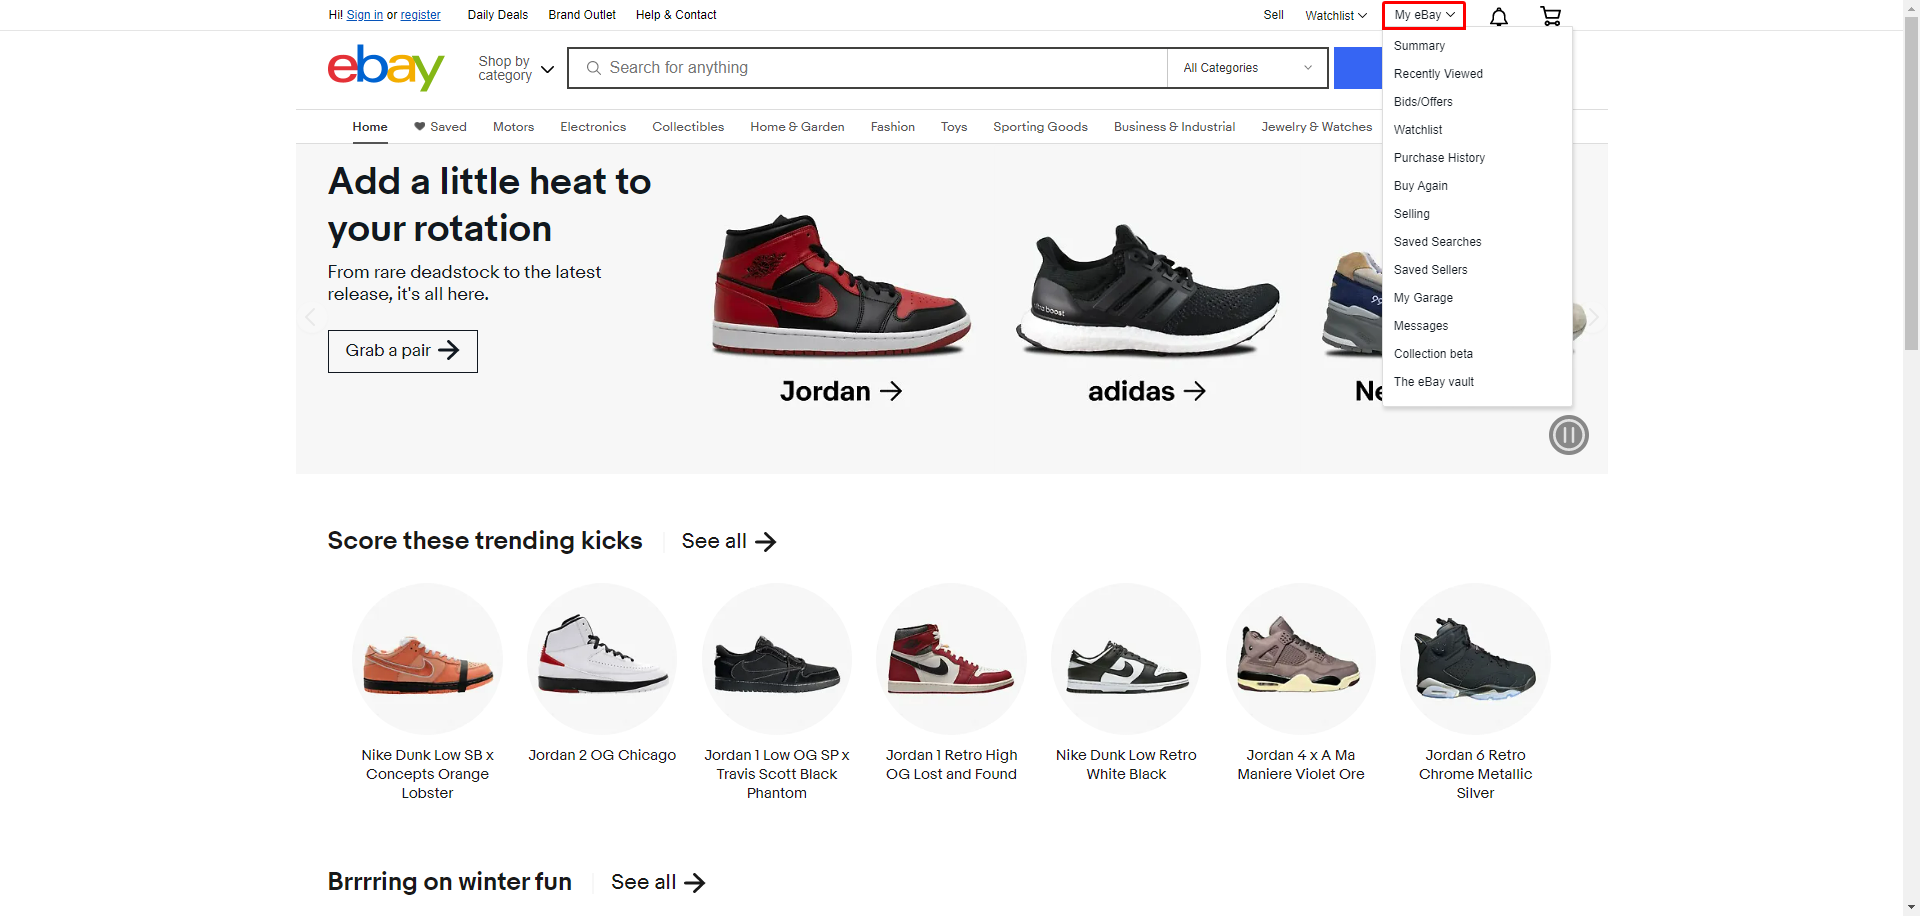 Hi! Sign in or register
Daily Deals
Brand Outlet
Help & Contact
Sell
Watchlist
My eBay
ebay
Shop by
category
Search for anything
All Categories
Summary
Recently Viewed
Bids/Offers
Watchlist
Purchase History
Buy Again
Selling
Saved Searches
Saved Sellers
My Garage
Messages
Collection beta
The eBay vault
Home
Saved
Motors
Electronics
Collectibles
Home & Garden
Fashion
Toys
Sporting Goods
Business & Industrial
Jewelry & Watches
Add a little heat to
your rotation
From rare deadstock to the latest
release, it's all here.
Grab a pair
Jordan
adidas
Ne
Score these trending kicks
See all
Nike Dunk Low SB x
Concepts Orange
Lobster
Jordan 2 OG Chicago
Jordan 1 Low OG SP x
Travis Scott Black
Phantom
Jordan 1 Retro High
OG Lost and Found
Nike Dunk Low Retro
White Black
Jordan 4 x A Ma
Maniere Violet Ore
Jordan 6 Retro
Chrome Metallic
Silver
Brrrring on winter fun
See all